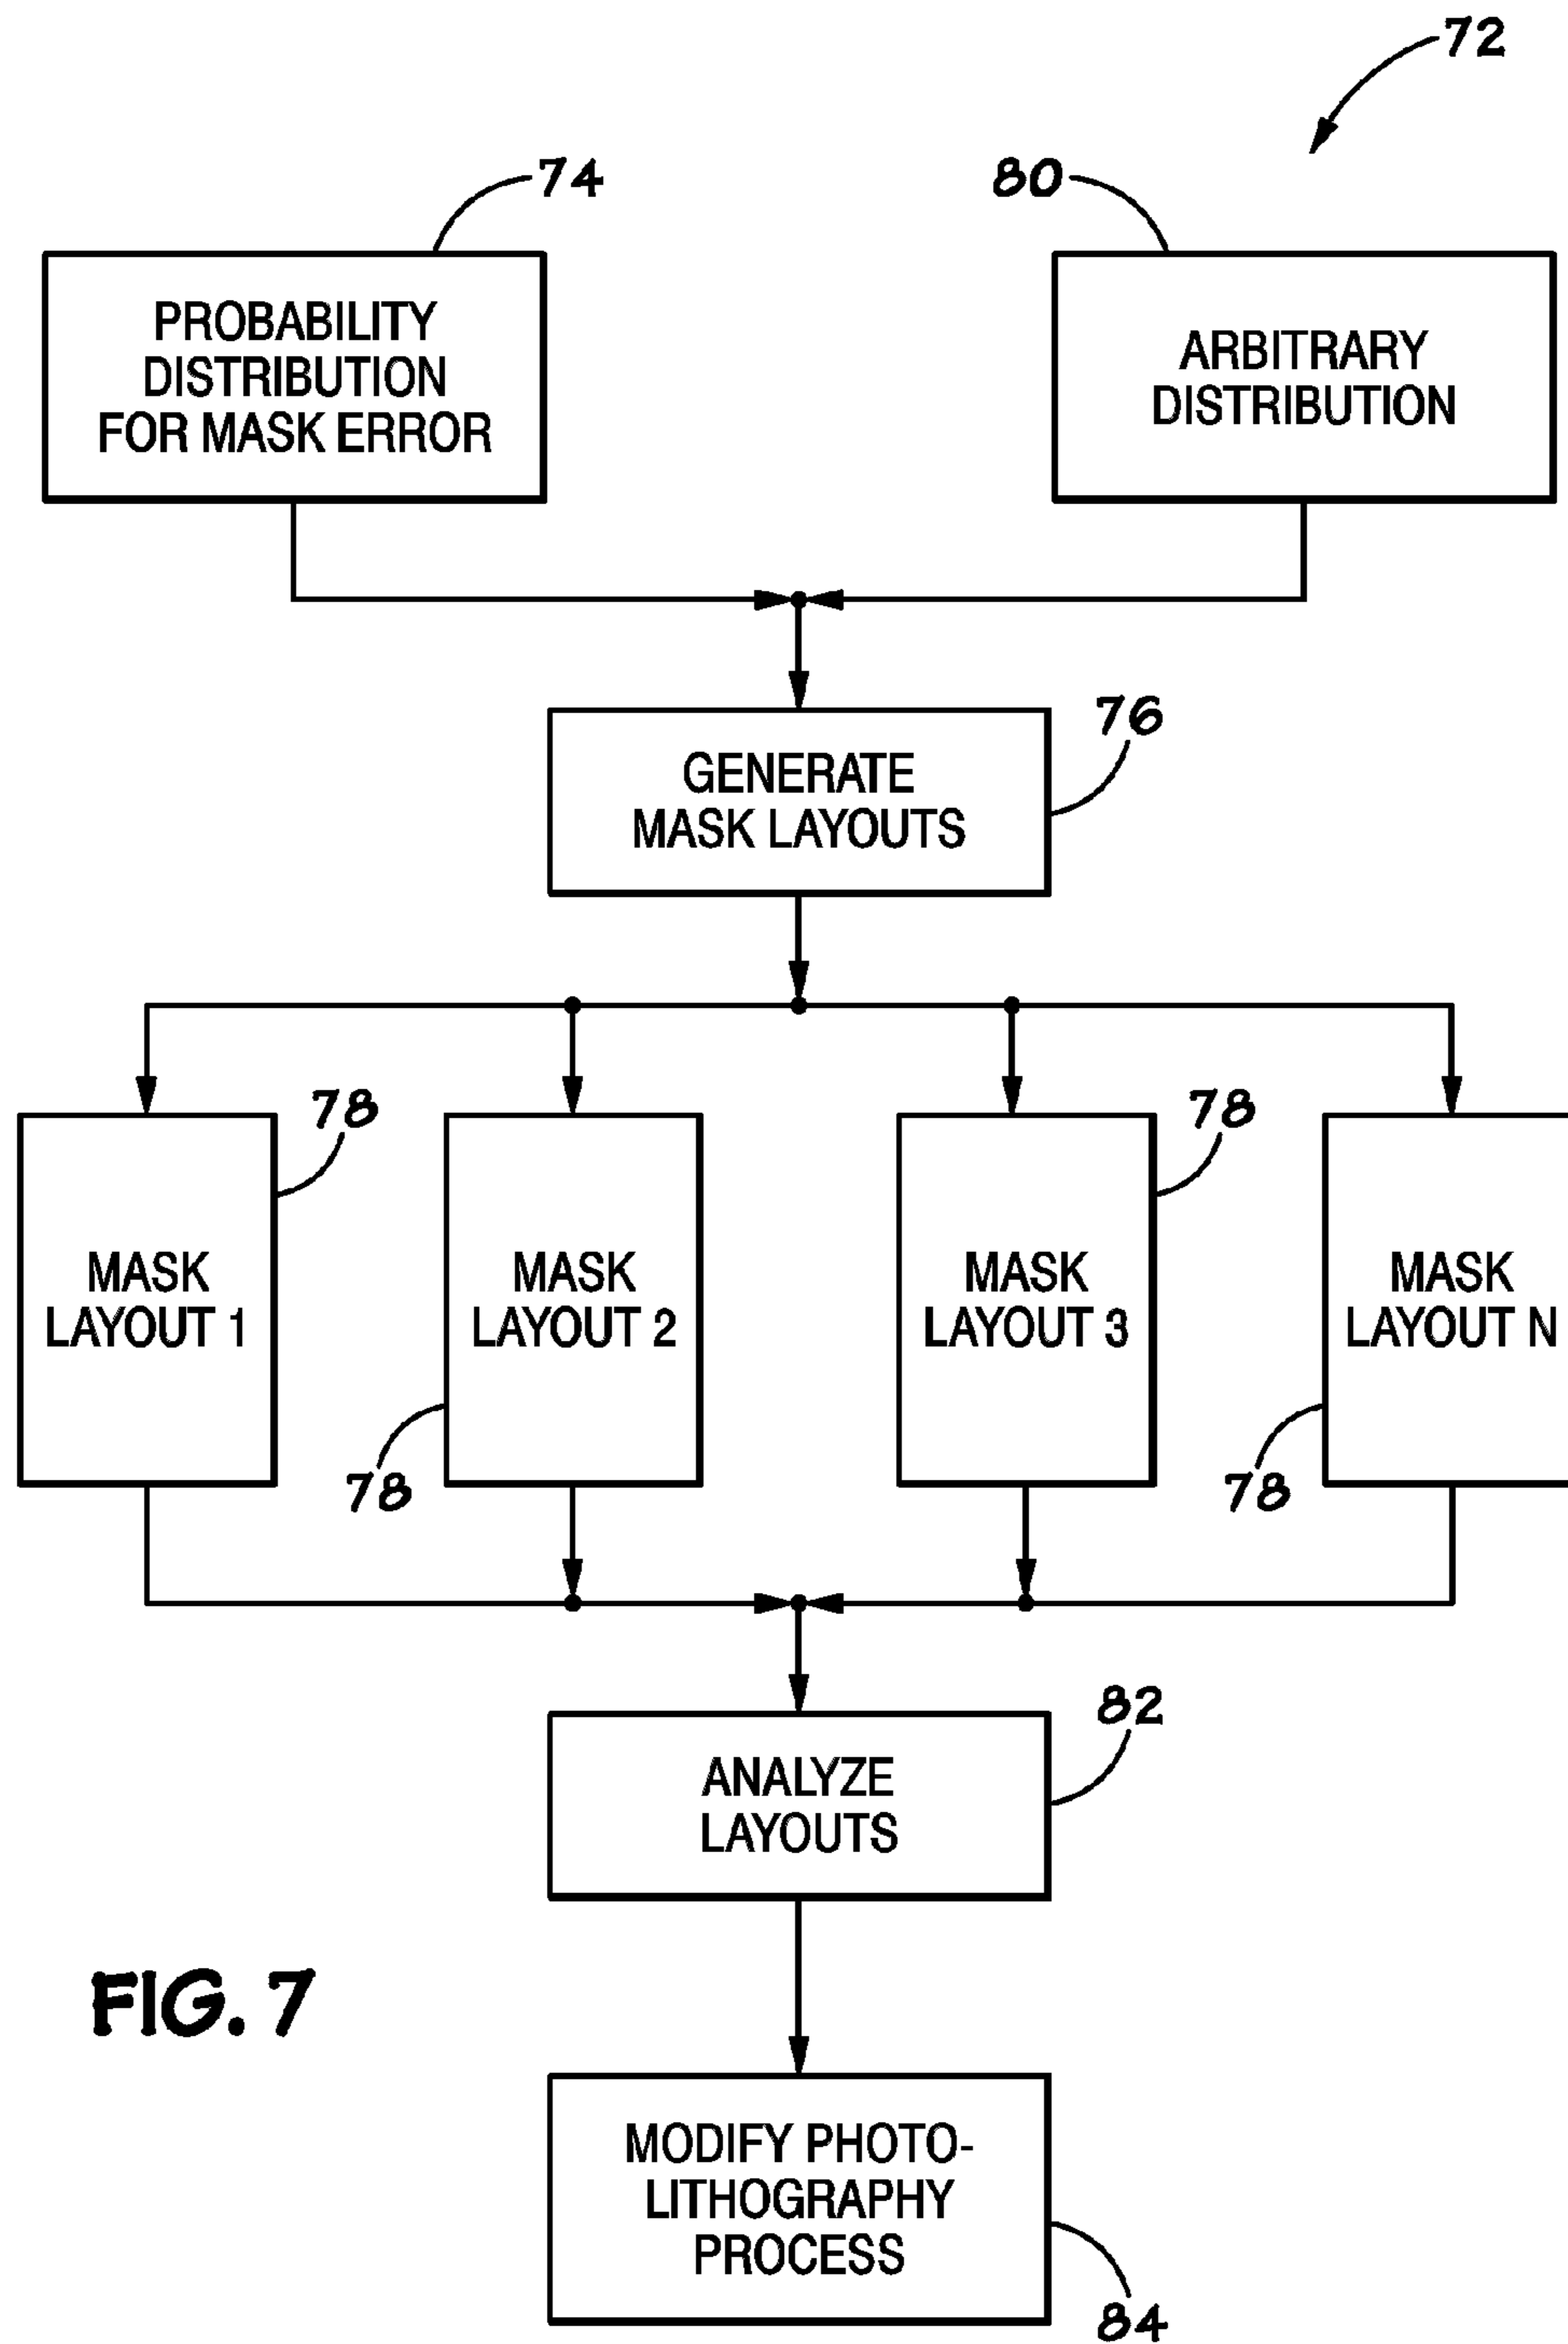 72
74
80
PROBABILITY
DISTRIBUTION
FOR MASK ERROR
ARBITRARY
DISTRIBUTION
76
GENERATE
MASK LAYOUTS
78
78
MASK
LAYOUT 1
MASK
LAYOUT 2
MASK
LAYOUT 3
MASK
LAYOUT N
78
78
82
ANALYZE
LAYOUTS
FIG. 7
MODIFY PHOTO-
LITHOGRAPHY
PROCESS
84